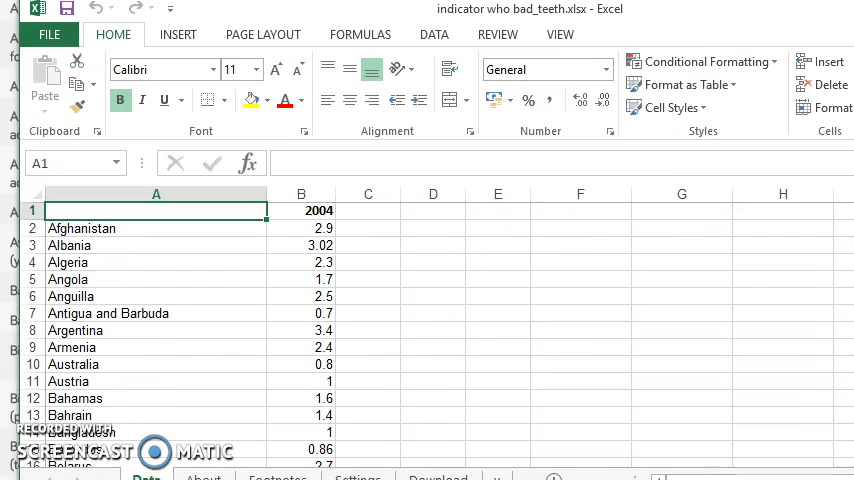 indicator who bad_teeth.xlsx - Excel
FILE HOME INSERT PAGE LAYOUT FORMULAS DATA REVIEW VIEW
Calibri 11 General Conditional Formatting Insert
Paste Format as Table Delete
B I U % Cell Styles Format
Clipboard Font Alignment Number Styles Cells
A1 fx
A B C D E F G H
1 2004
2 Afghanistan 2.9
3 Albania 3.02
4 Algeria 2.3
5 Angola 1.7
6 Anguilla 2.5
7 Antigua and Barbuda 0.7
8 Argentina 3.4
9 Armenia 2.4
10 Australia 0.8
11 Austria 1
12 Bahamas 1.6
13 Bahrain 1.4
Bangladesh 1
RECORDED WITH
0.86
SCREENCAST MATIC
16 Belarus 2.7
Data About Footnotes Settings Download